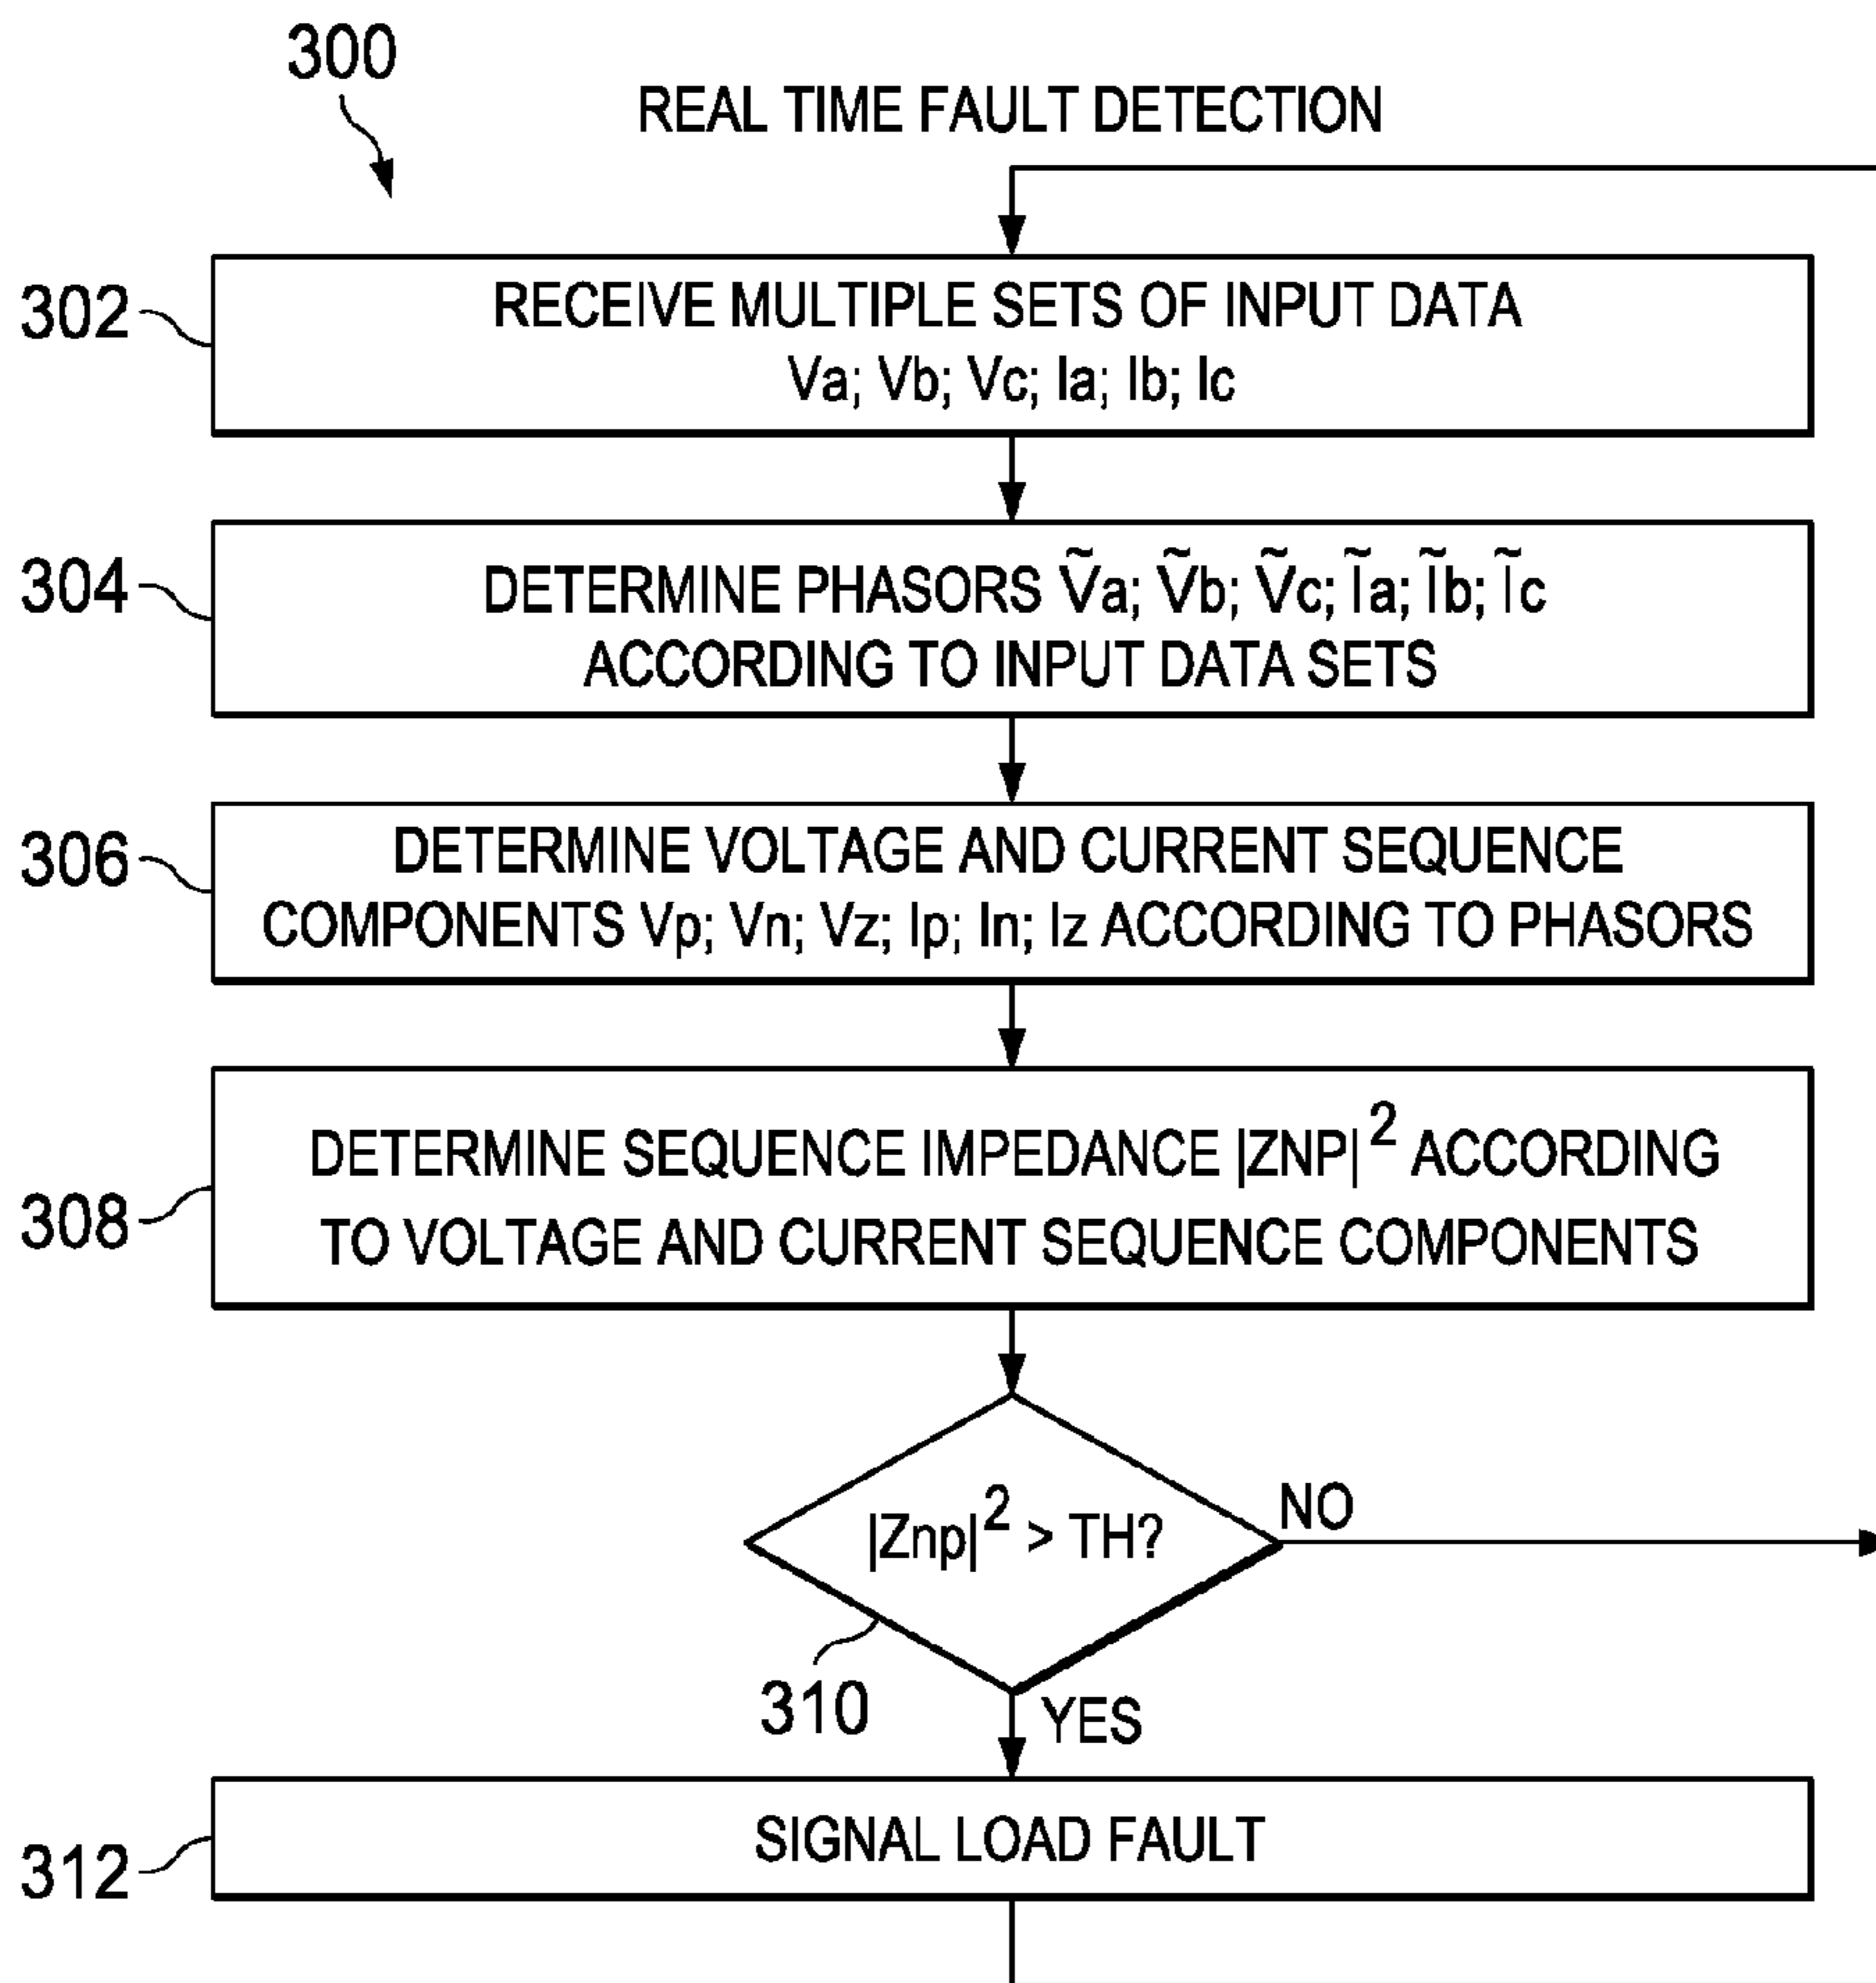 300
REAL TIME FAULT DETECTION
302
RECEIVE MULTIPLE SETS OF INPUT DATA
Va; Vb; Vc; Ia; Ib; Ic
304
DETERMINE PHASORS Ṽa; Ṽb; Ṽc; Ĩa; Ĩb; Ĩc
ACCORDING TO INPUT DATA SETS
306
DETERMINE VOLTAGE AND CURRENT SEQUENCE
COMPONENTS Vp; Vn; Vz; Ip; In; Iz ACCORDING TO PHASORS
308
DETERMINE SEQUENCE IMPEDANCE |ZNP|² ACCORDING
TO VOLTAGE AND CURRENT SEQUENCE COMPONENTS
|Znp|² > TH?
NO
310
YES
312
SIGNAL LOAD FAULT